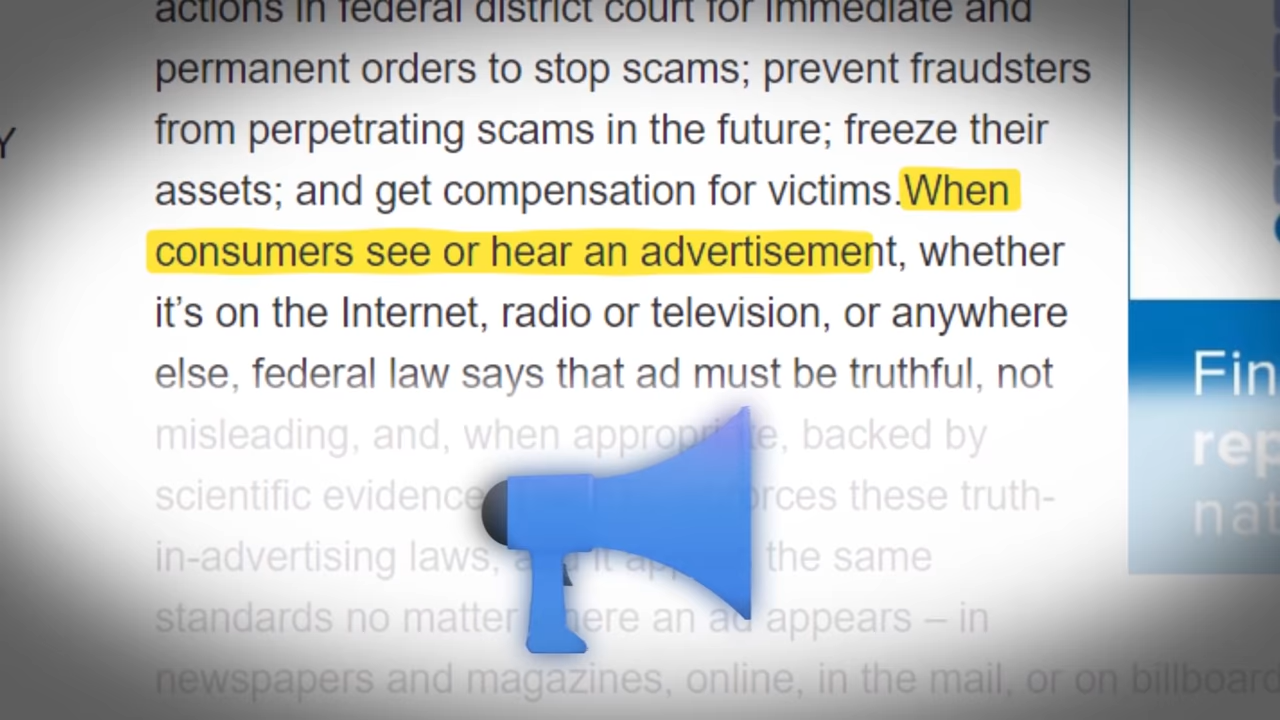 actions in federal district court for immediate and
permanent orders to stop scams; prevent fraudsters
from perpetrating scams in the future; freeze their
assets; and get compensation for victims.When
consumers see or hear an advertisement, whether
it's on the Internet, radio or television, or anywhere
else, federal law says that ad must be truthful, not
misleading, and, when appropriate, backed by
scientific evidence these truth-
in-advertising laws, the same
standards no matter here an ad appears – in
newspapers and magazines, online, in the mail, or on billboard
Y
Fin
rep
nat